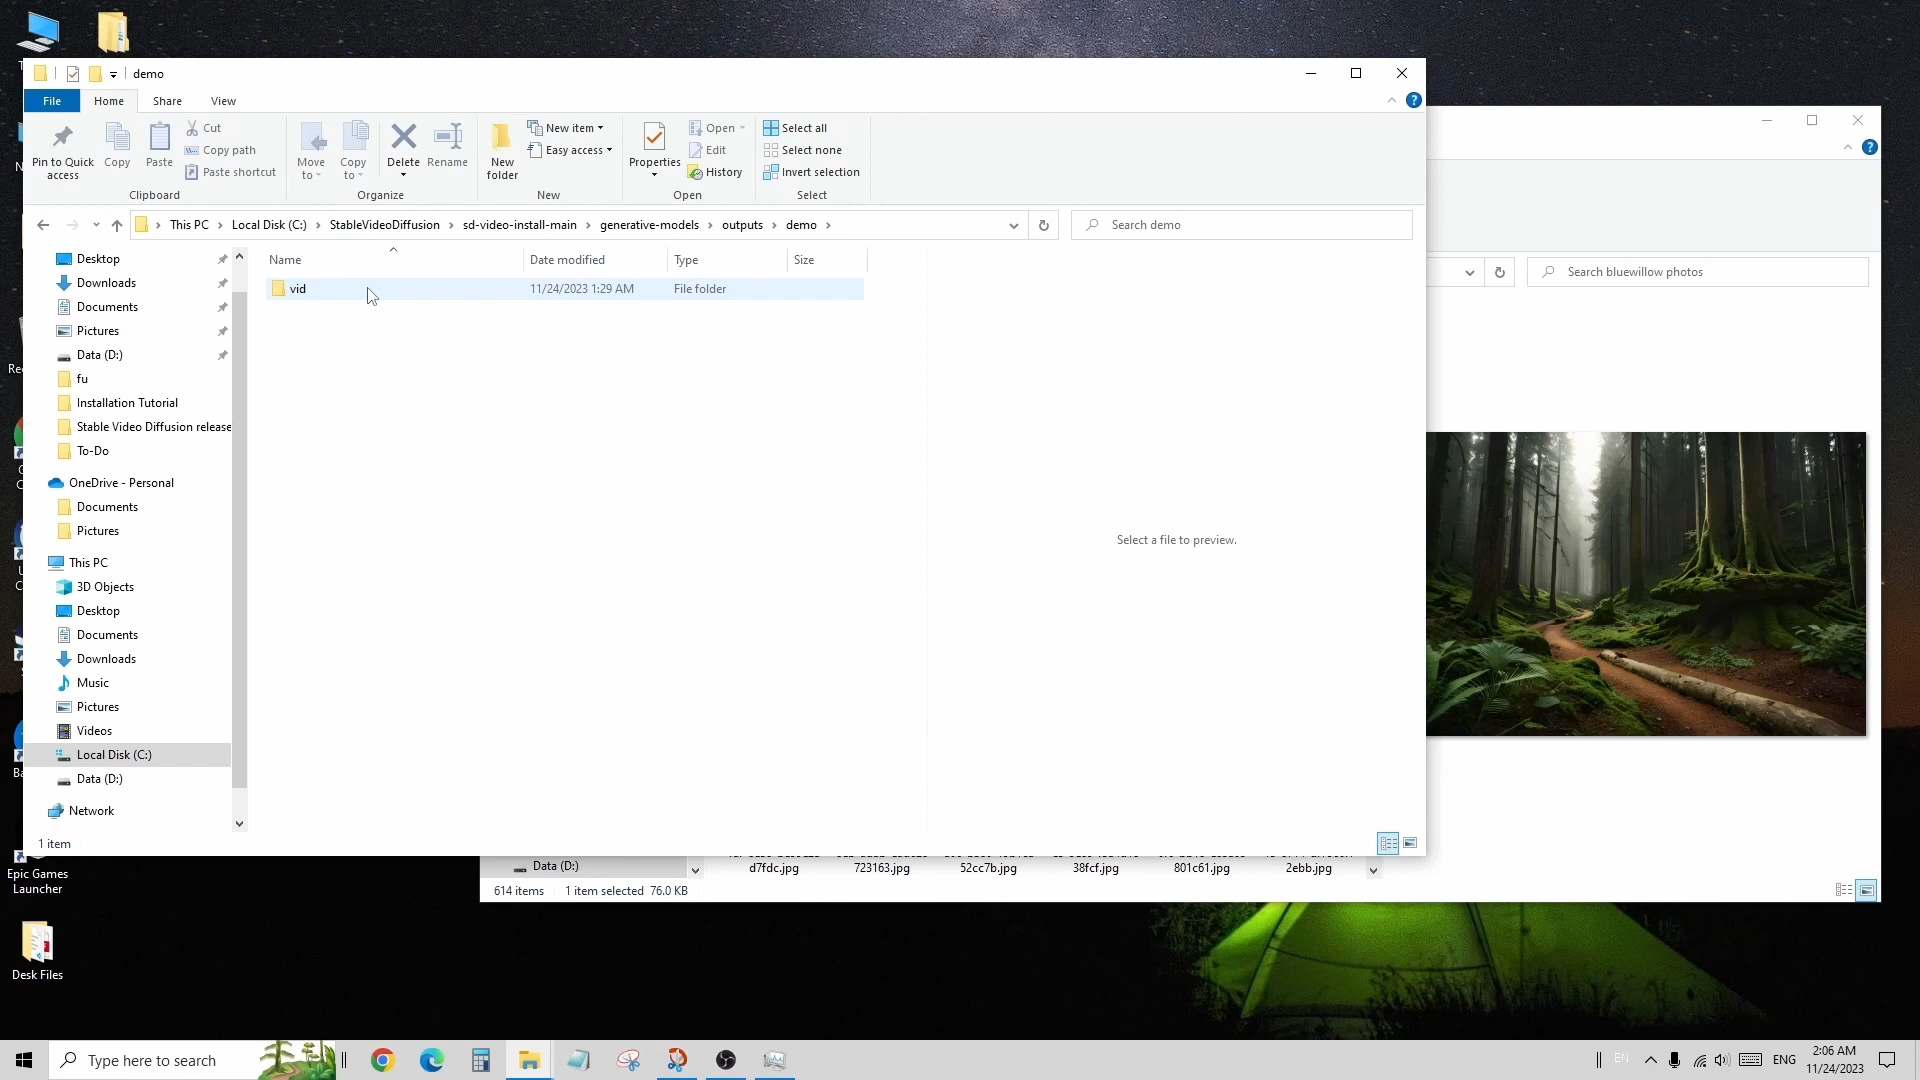 demo
File
Home
Share
View
Pin to Quick access
Copy
Paste
Cut
Copy path
Paste shortcut
Clipboard
Move to
Copy to
Delete
Rename
Organize
New folder
New item
Easy access
New
Properties
Open
Edit
History
Open
Select all
Select none
Invert selection
Select
This PC
Local Disk (C:)
StableVideoDiffusion
sd-video-install-main
generative-models
outputs
demo
Search demo
Search bluewillow photos
Name
Date modified
Type
Size
vid
11/24/2023 1:29 AM
File folder
Select a file to preview.
Desktop
Downloads
Documents
Pictures
Data (D:)
fu
Installation Tutorial
Stable Video Diffusion release
To-Do
OneDrive - Personal
Documents
Pictures
This PC
3D Objects
Desktop
Documents
Downloads
Music
Pictures
Videos
Local Disk (C:)
Data (D:)
Network
1 item
Data (D:)
d7fdc.jpg
723163.jpg
52cc7b.jpg
38fcf.jpg
801c61.jpg
2ebb.jpg
614 items
1 item selected 76.0 KB
Epic Games
Launcher
Desk Files
Type here to search
EN
ENG
2:06 AM
11/24/2023